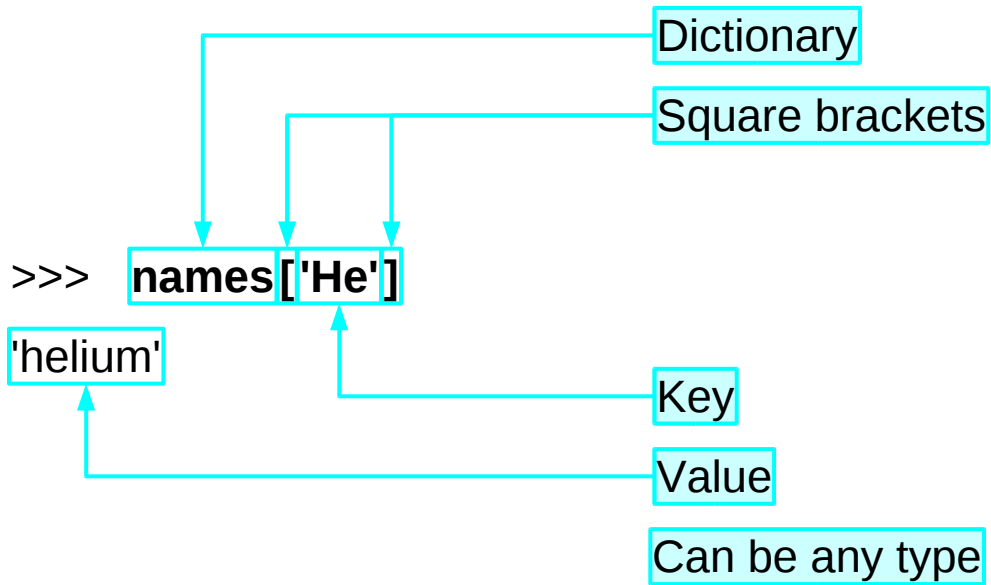 Dictionary
Square brackets
>>> names['He']
'helium'
Key
Value
Can be any type